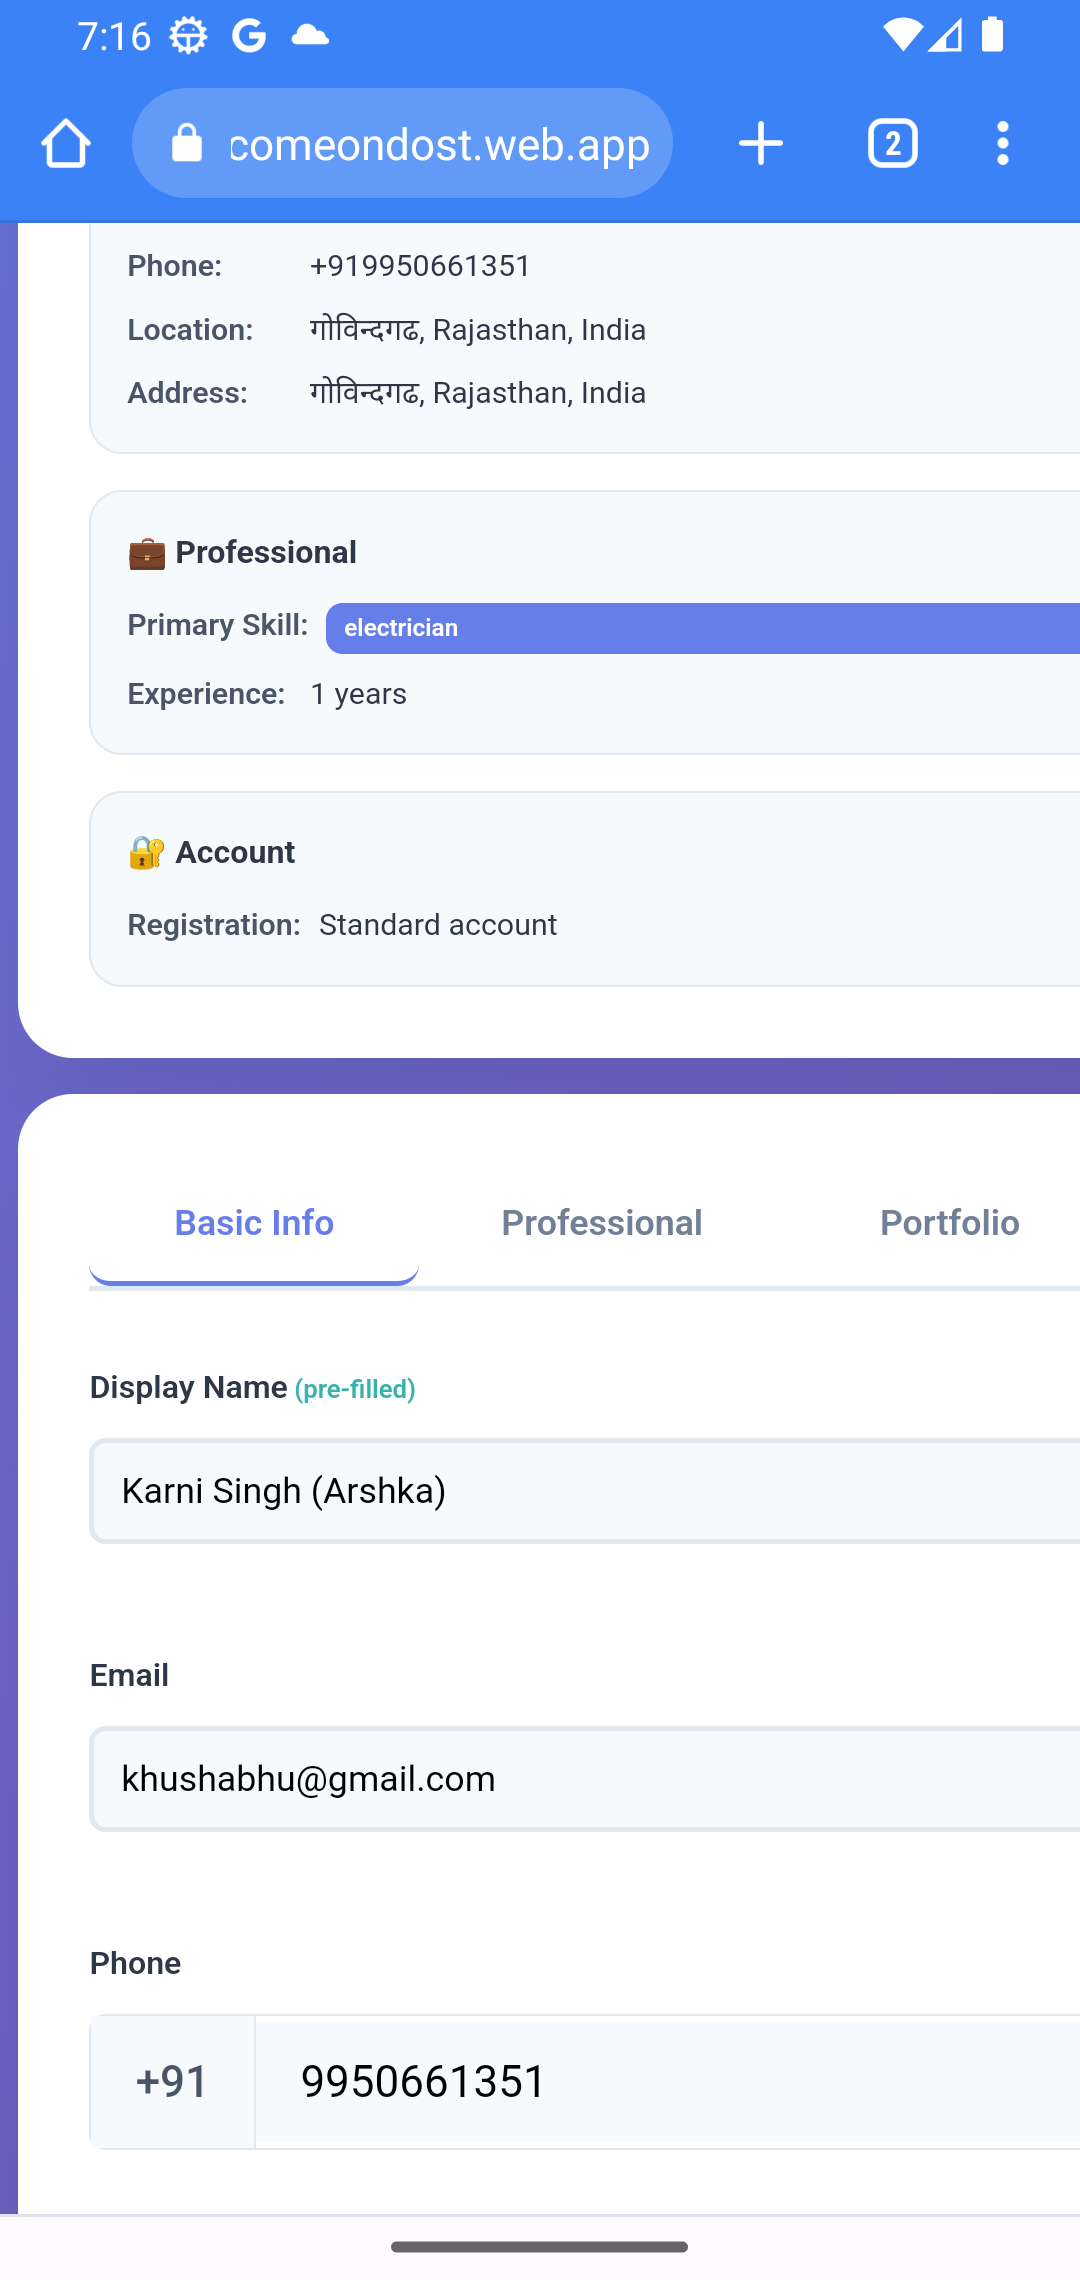 7:16
comeondost.web.app
2
Phone: +919950661351
Location: गोविन्दगढ, Rajasthan, India
Address: गोविन्दगढ, Rajasthan, India
💼 Professional
Primary Skill: electrician
Experience: 1 years
🔐 Account
Registration: Standard account
Basic Info Professional Portfolio
Display Name (pre-filled)
Karni Singh (Arshka)
Email
khushabhu@gmail.com
Phone
+91 9950661351